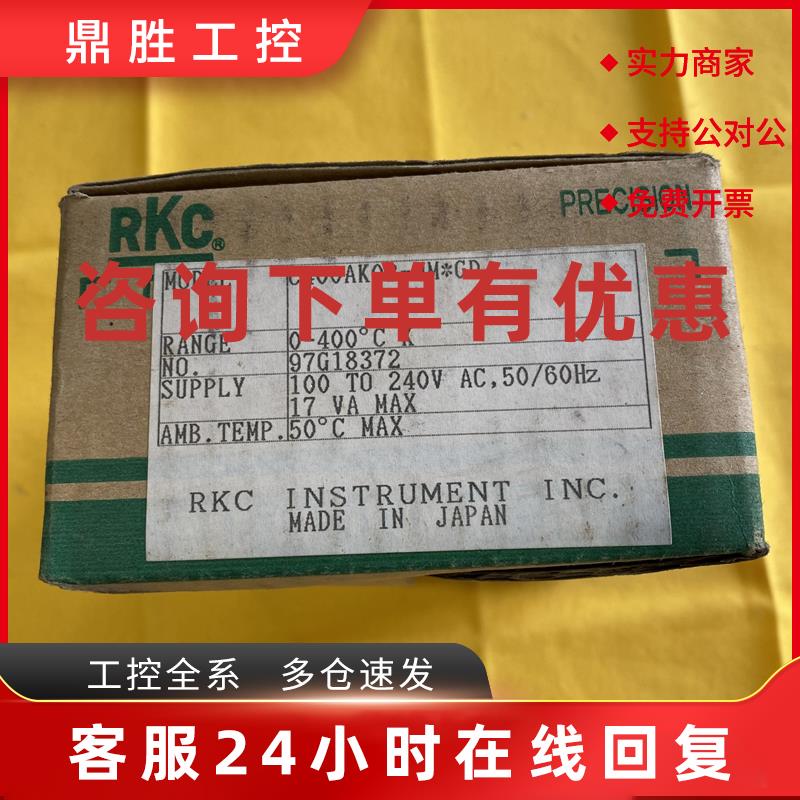 鼎胜工控
实力商家
支持公对公
免费开票
RKC®
PRECISION
咨询下单有优惠
MODEL
RANGE 0-400°C K
NO. 97G18372
SUPPLY 100 TO 240V AC,50/60Hz
17 VA MAX
AMB.TEMP. 50°C MAX
RKC INSTRUMENT INC.
MADE IN JAPAN
工控全系 多仓速发
客服24小时在线回复